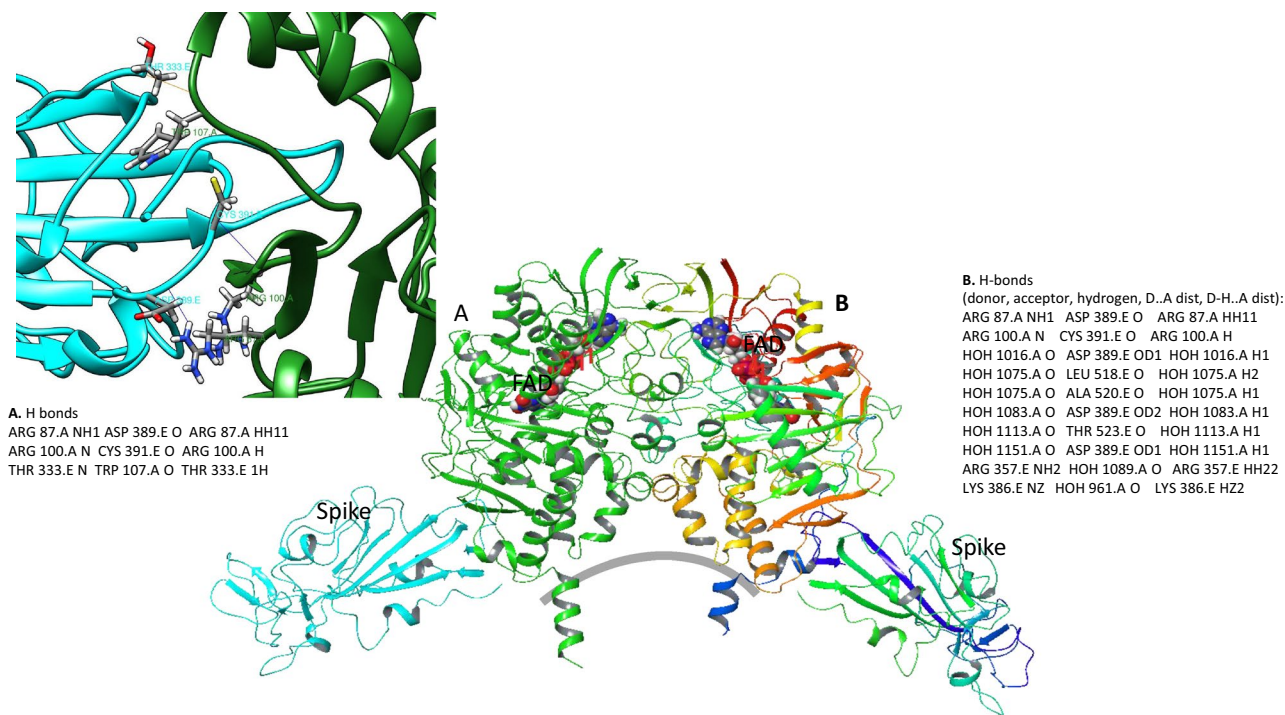 THR 333.E
107.A
CYS 391
ARG 100.A
A
B
FAD
FAD
Spike
Spike
A. H bonds
ARG 87.A NH1 ASP 389.E O ARG 87.A HH11
ARG 100.A N CYS 391.E O ARG 100.A H
THR 333.E N TRP 107.A O THR 333.E 1H
B. H-bonds
(donor, acceptor, hydrogen, D..A dist, D-H..A dist):
ARG 87.A NH1 ASP 389.E O ARG 87.A HH11
ARG 100.A N CYS 391.E O ARG 100.A H
HOH 1016.A O ASP 389.E OD1 HOH 1016.A H1
HOH 1075.A O LEU 518.E O HOH 1075.A H2
HOH 1075.A O ALA 520.E O HOH 1075.A H1
HOH 1083.A O ASP 389.E OD2 HOH 1083.A H1
HOH 1113.A O THR 523.E O HOH 1113.A H1
HOH 1151.A O ASP 389.E OD1 HOH 1151.A H1
ARG 357.E NH2 HOH 1089.A O ARG 357.E HH22
LYS 386.E NZ HOH 961.A O LYS 386.E HZ2